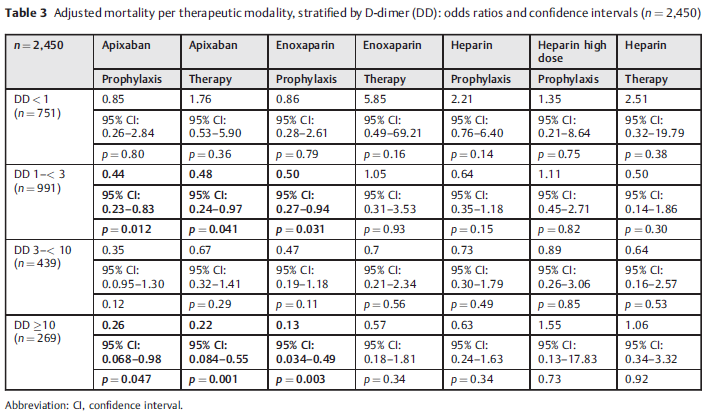 Table 3 Adjusted mortality per therapeutic modality, stratified by D-dimer (DD): odds ratios and confidence intervals (n = 2,450)
n = 2,450 Apixaban Apixaban Enoxaparin Enoxaparin Heparin Heparin high dose Heparin
Prophylaxis Therapy Prophylaxis Therapy Prophylaxis Prophylaxis Therapy
DD < 1 (n = 751) 0.85 1.76 0.86 5.85 2.21 1.35 2.51
95% CI: 0.26–2.84 95% CI: 0.53–5.90 95% CI: 0.28–2.61 95% CI: 0.49–69.21 95% CI: 0.76–6.40 95% CI: 0.21–8.64 95% CI: 0.32–19.79
p = 0.80 p = 0.36 p = 0.79 p = 0.16 p = 0.14 p = 0.75 p = 0.38
DD 1–< 3 (n = 991) 0.44 0.48 0.50 1.05 0.64 1.11 0.50
95% CI: 0.23–0.83 95% CI: 0.24–0.97 95% CI: 0.27–0.94 95% CI: 0.31–3.53 95% CI: 0.35–1.18 95% CI: 0.45–2.71 95% CI: 0.14–1.86
p = 0.012 p = 0.041 p = 0.031 p = 0.93 p = 0.15 p = 0.82 p = 0.30
DD 3–< 10 (n = 439) 0.35 0.67 0.47 0.7 0.73 0.89 0.64
95% CI: 0.0.95–1.30 95% CI: 0.32–1.41 95% CI: 0.19–1.18 95% CI: 0.21–2.34 95% CI: 0.30–1.79 95% CI: 0.26–3.06 95% CI: 0.16–2.57
0.12 p = 0.29 p = 0.11 p = 0.56 p = 0.49 p = 0.85 p = 0.53
DD ≥10 (n = 269) 0.26 0.22 0.13 0.57 0.63 1.55 1.06
95% CI: 0.068–0.98 95% CI: 0.084–0.55 95% CI: 0.034–0.49 95% CI: 0.18–1.81 95% CI: 0.24–1.63 95% CI: 0.13–17.83 95% CI: 0.34–3.32
p = 0.047 p = 0.001 p = 0.003 p = 0.34 p = 0.34 0.73 0.92
Abbreviation: CI, confidence interval.